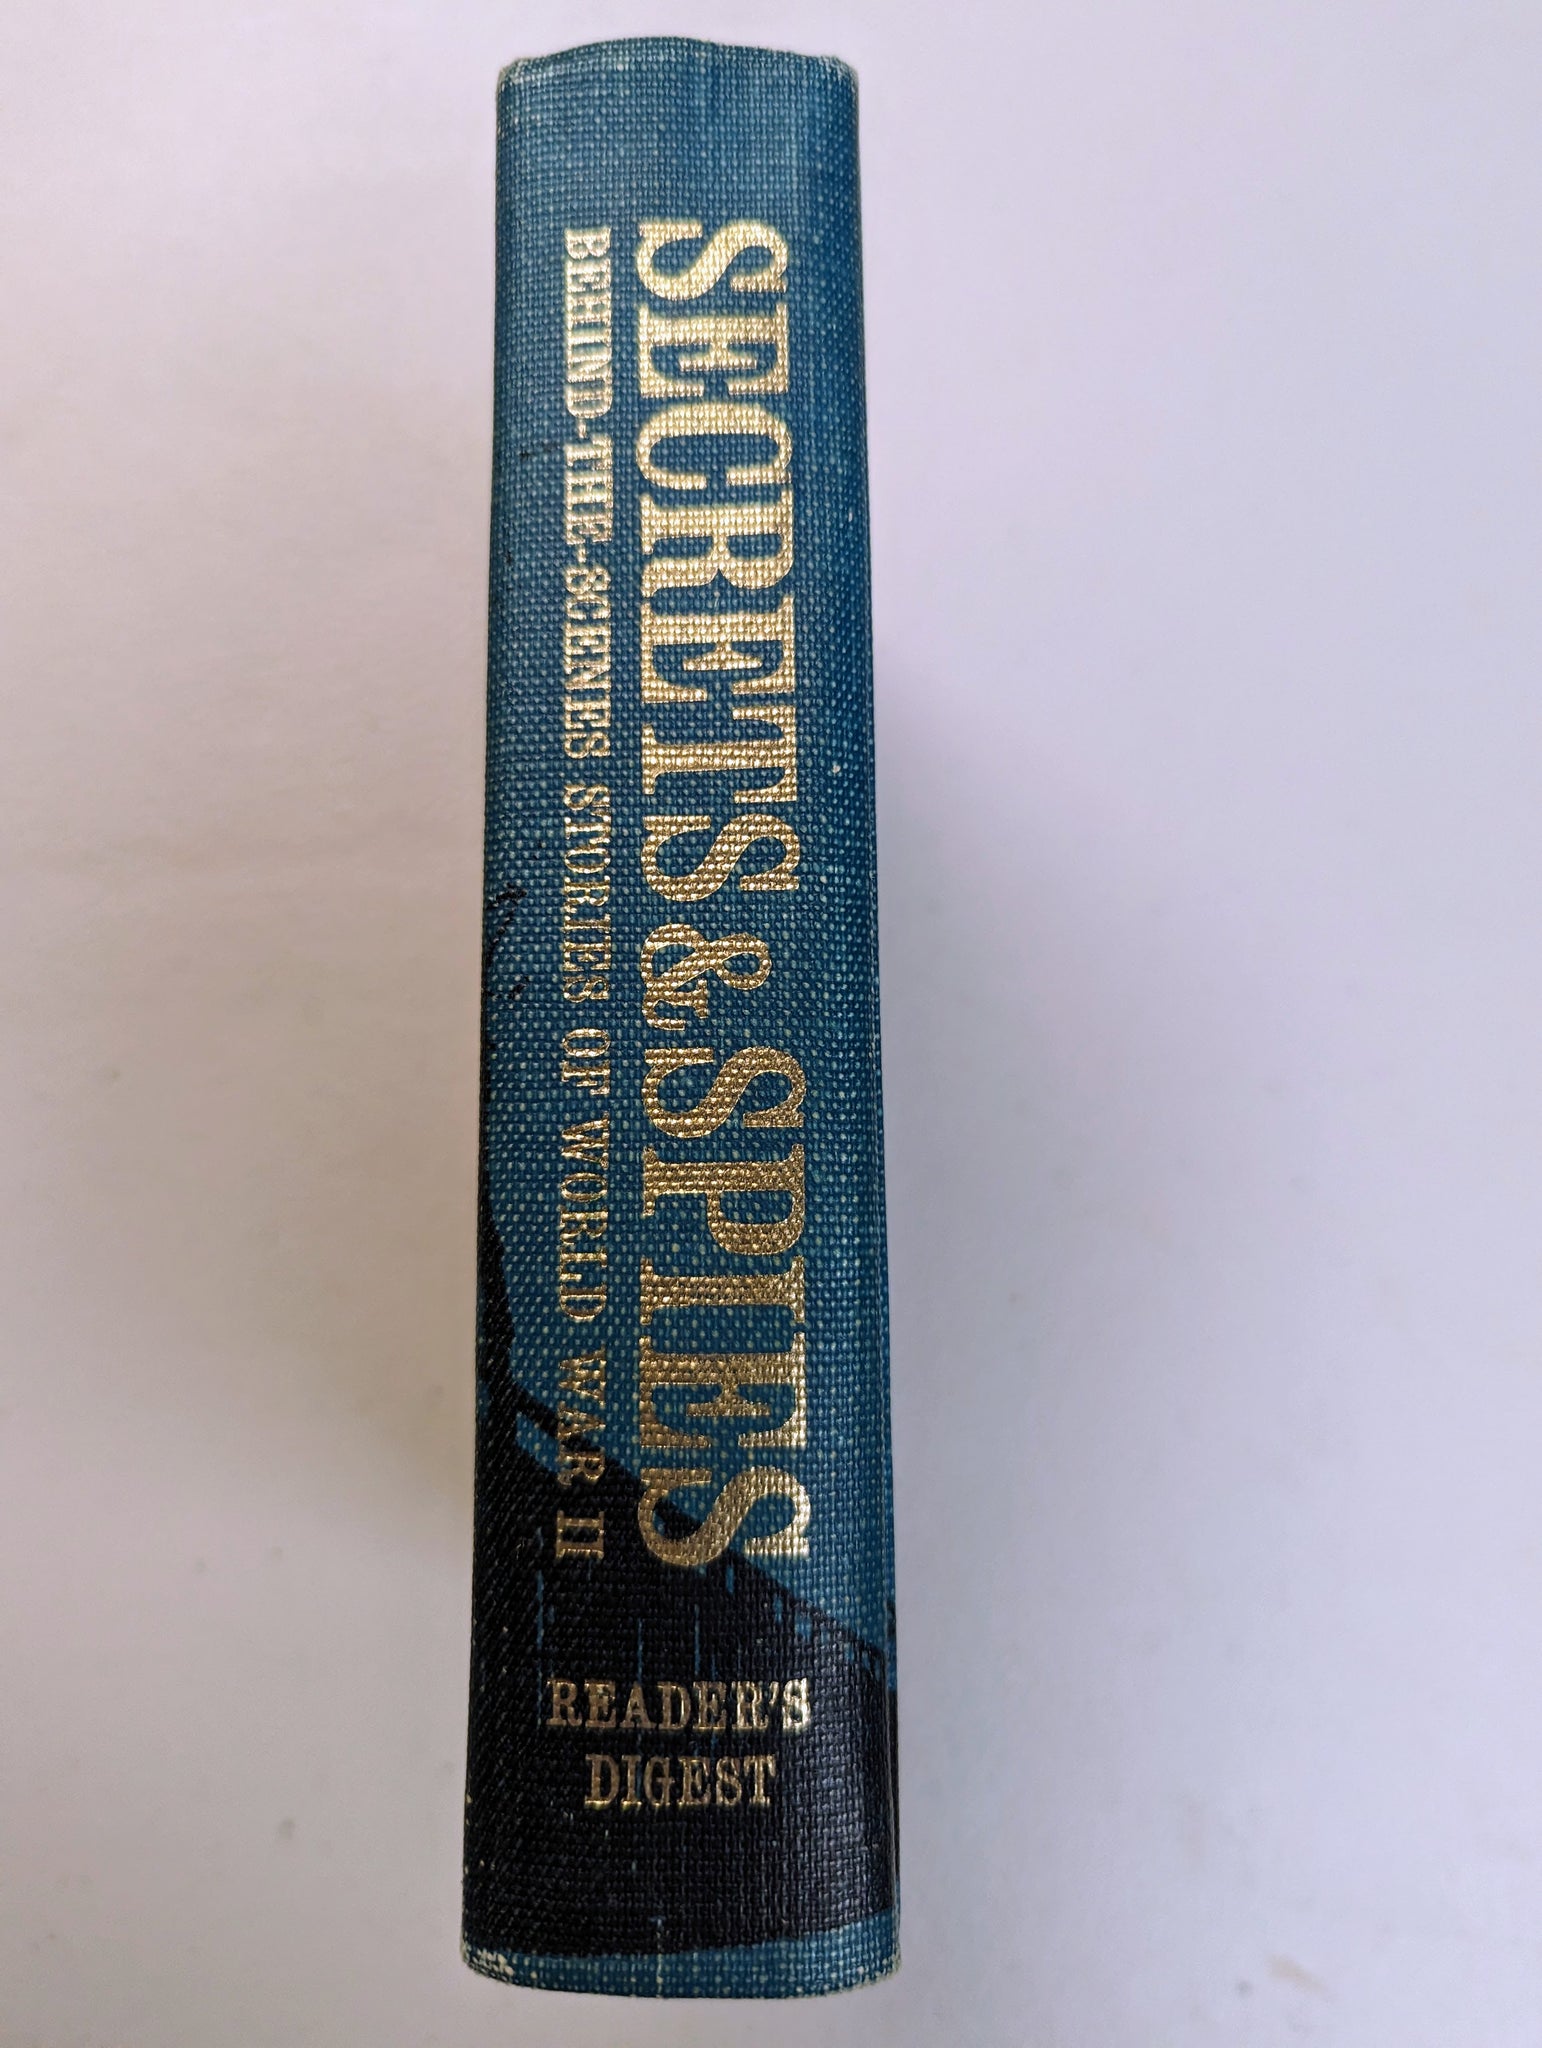 SECRETS & SPIES
BEHIND-THE-SCENES STORIES OF WORLD WAR II
READER'S
DIGEST